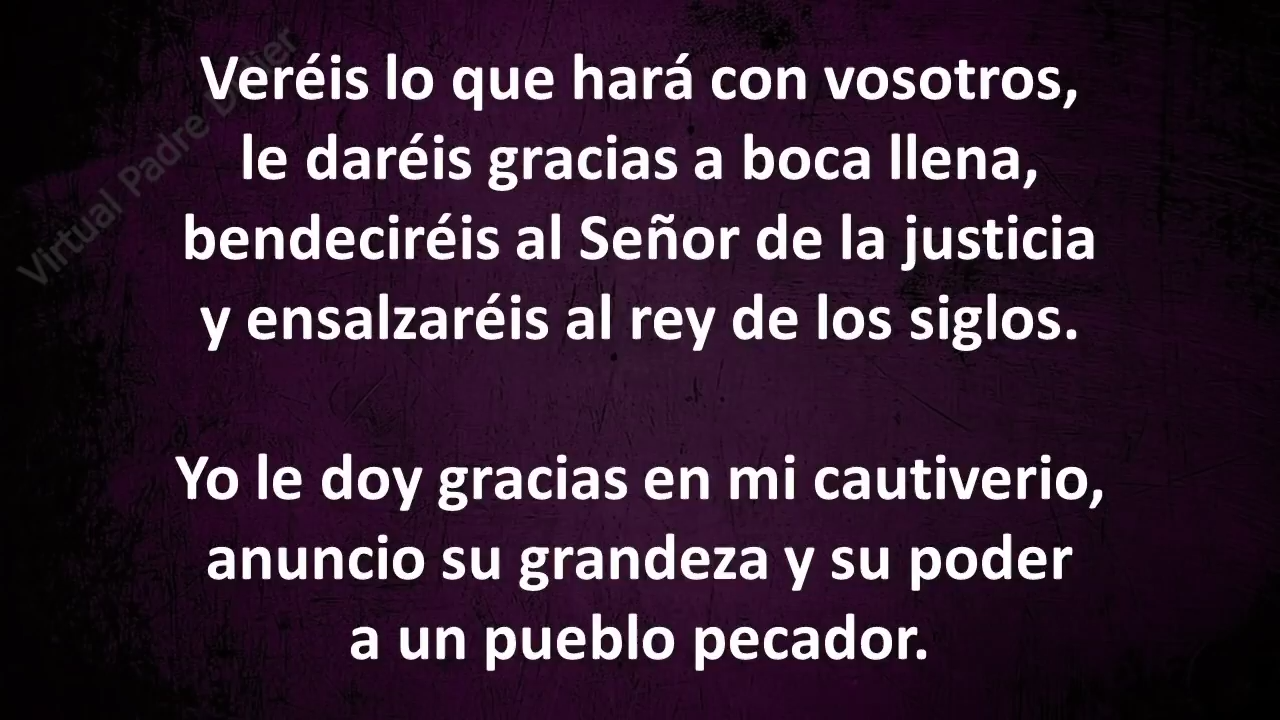 Veréis lo que hará con vosotros,
le daréis gracias a boca llena,
bendeciréis al Señor de la justicia
y ensalzaréis al rey de los siglos.
Yo le doy gracias en mi cautiverio,
anuncio su grandeza y su poder
a un pueblo pecador.
Virtual Padre